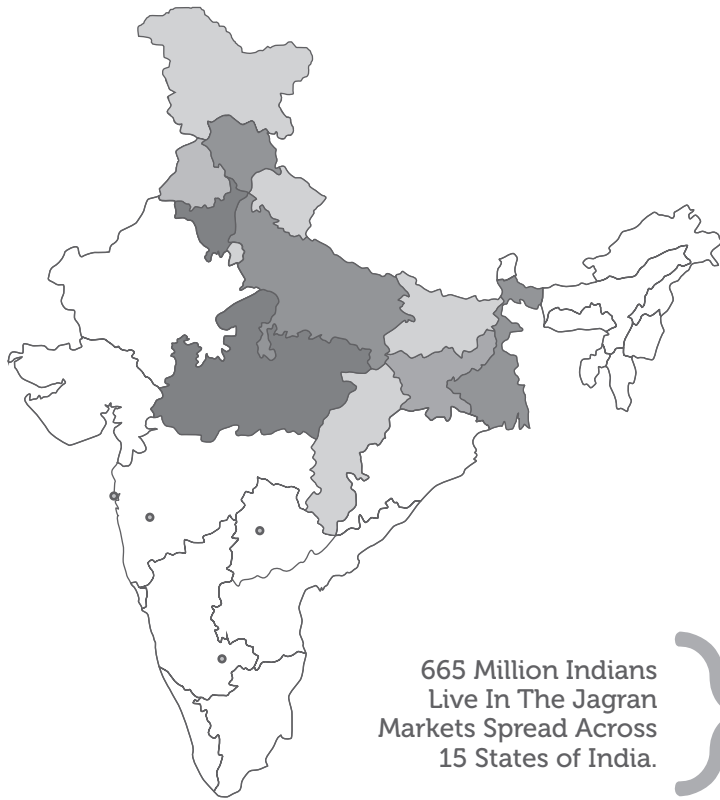 665 Million Indians
Live In The Jagran
Markets Spread Across
15 States of India.